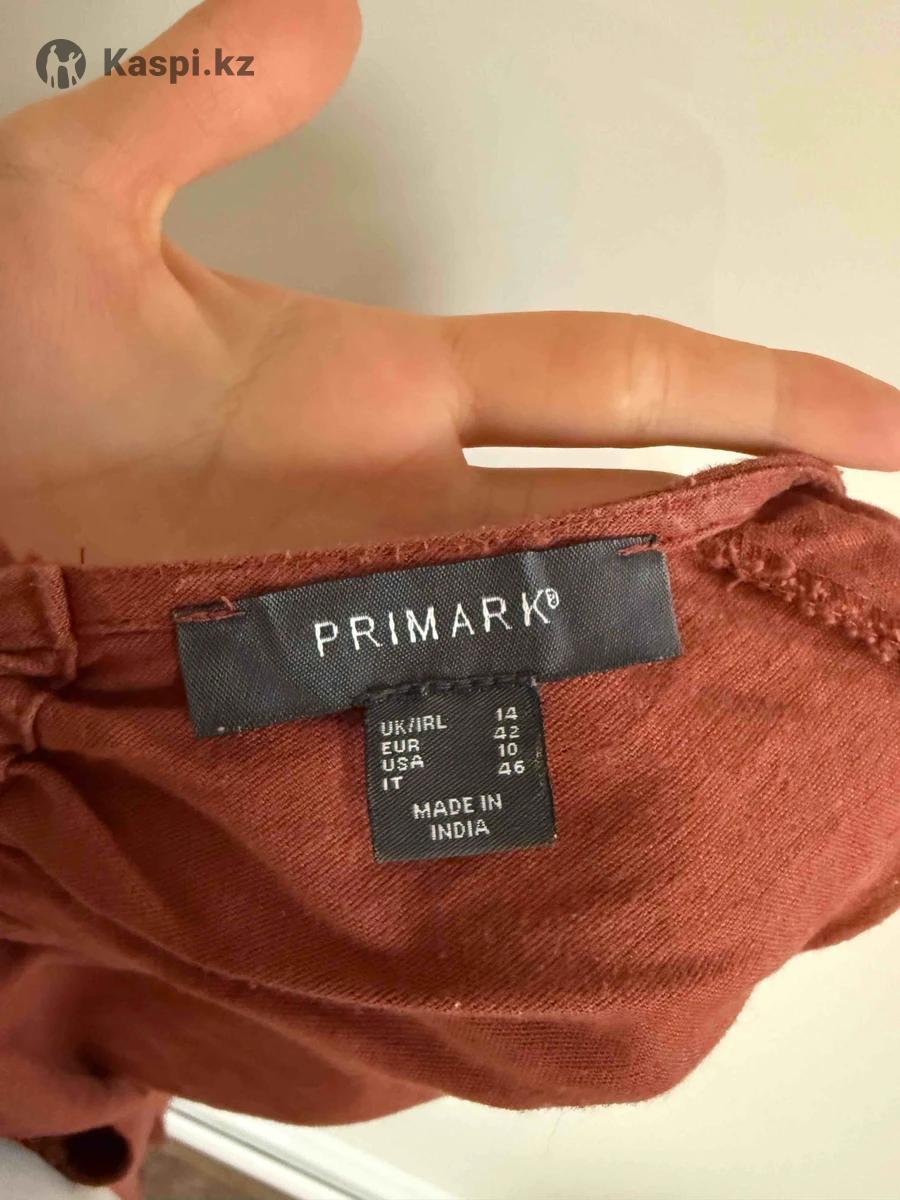 Kaspi.kz
PRIMARK®
UK/IRL 14
EUR 42
USA 10
IT 46
MADE IN
INDIA